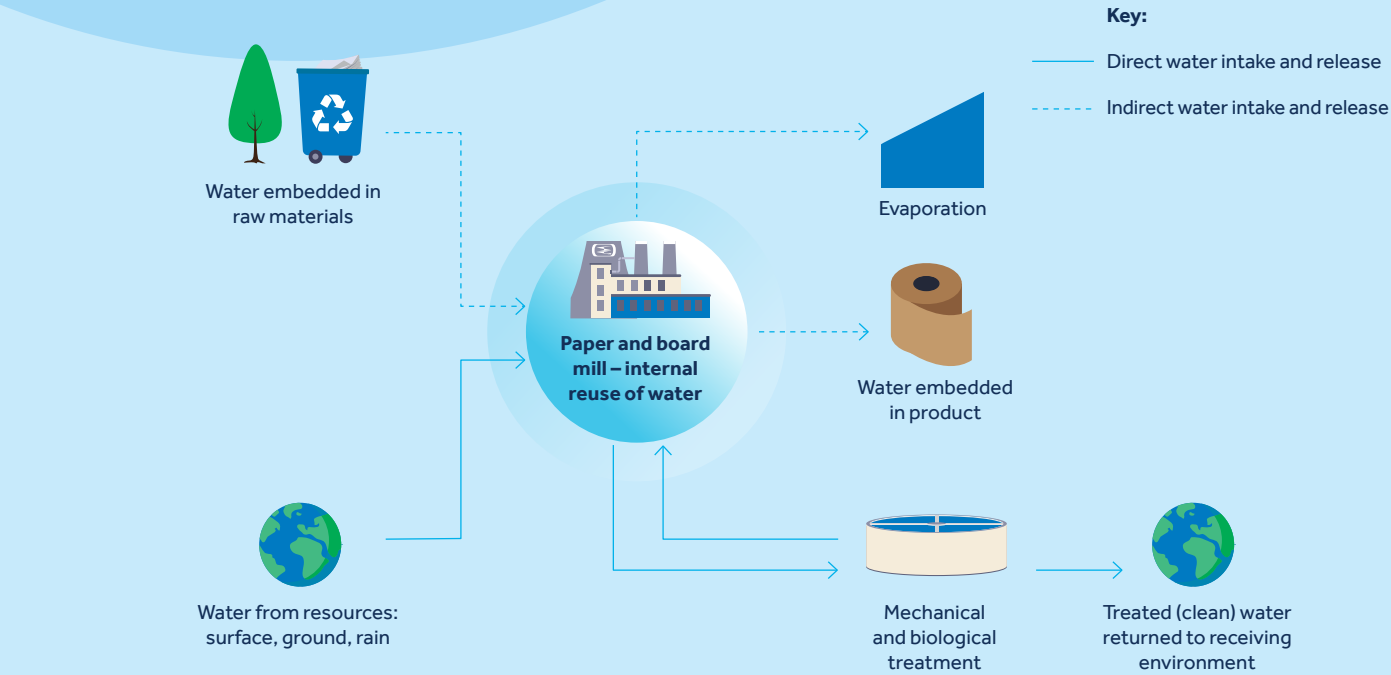 Key:
Direct water intake and release
Indirect water intake and release
Water embedded in
raw materials
Evaporation
Paper and board
mill – internal
reuse of water
Water embedded
in product
Water from resources:
surface, ground, rain
Mechanical
and biological
treatment
Treated (clean) water
returned to receiving
environment